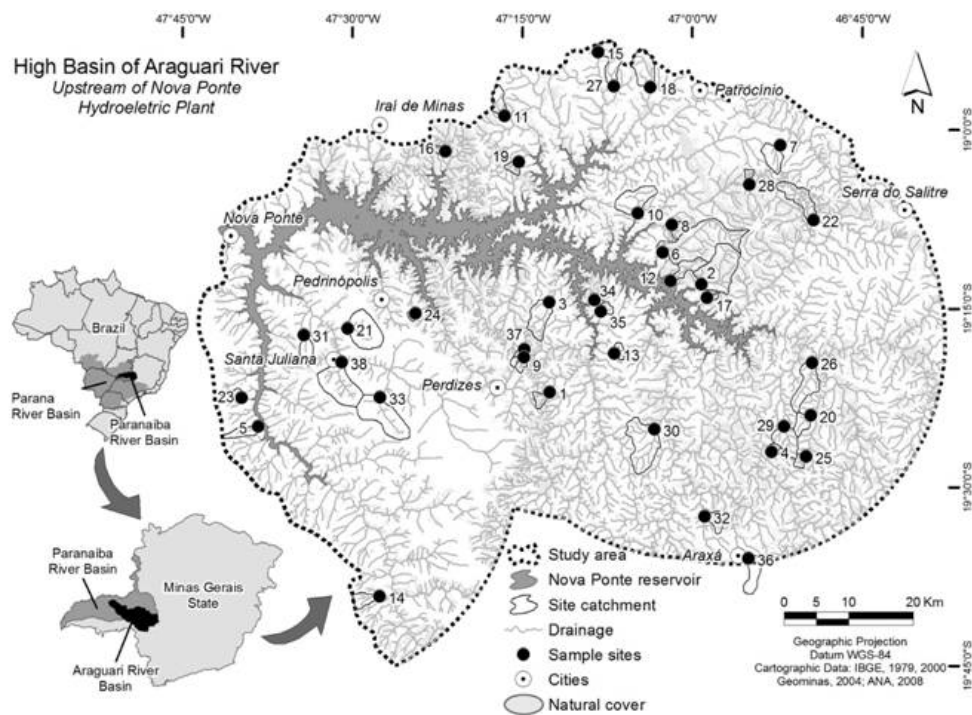 47°45'0"W
47°30'0"W
47°15'0"W
47°0'0"W
46°45'0"W
High Basin of Araguari River
Upstream of Nova Ponte
Hydroeletric Plant
N
15
27
18
Patrocínio
Iraí de Minas
11
19°0'0"S
16
19
7
28
Serra do Salitre
22
10
8
Nova Ponte
6
12
2
17
Pedrinópolis
3
34
35
19°15'0"S
24
21
31
37
13
9
26
Brazil
Santa Juliana
38
Perdizes
1
23
33
Parana
River Basin
Paranaiba
River Basin
5
30
29
20
4
25
19°30'0"S
32
Araxá
36
Paranaiba
River Basin
Minas Gerais
State
Araguari River
Basin
14
Study area
Nova Ponte reservoir
Site catchment
Drainage
Sample sites
Cities
Natural cover
0
5
10
20 Km
Geographic Projection
Datum WGS-84
Cartographic Data: IBGE, 1979, 2000
Geominas, 2004; ANA, 2008
19°45'0"S